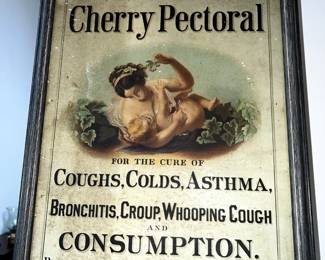 Cherry Pectoral
FOR THE CURE OF
COUGHS, COLDS, ASTHMA,
BRONCHITIS, CROUP, WHOOPING COUGH
AND
CONSUMPTION.